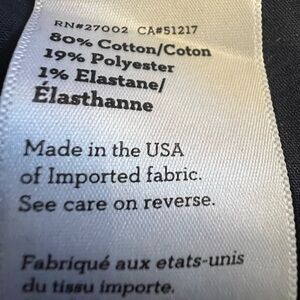 RN#27002 CA#51217
80% Cotton/Coton
19% Polyester
1% Elastane/
Élasthanne
Made in the USA
of Imported fabric.
See care on reverse.
Fabriqué aux etats-unis
du tissu importe.